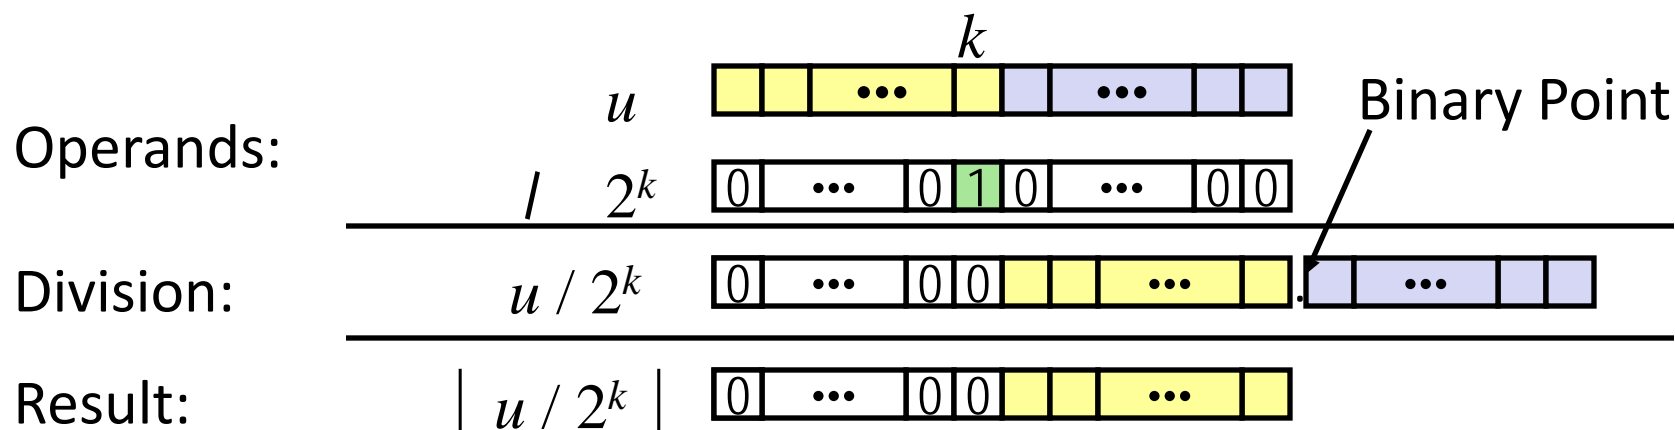 k
u ••• ••• Binary Point
Operands:
/ 2^k 0 ••• 0 1 0 ••• 0 0
Division: u / 2^k 0 ••• 0 0 ••• . •••
Result: | u / 2^k | 0 ••• 0 0 •••